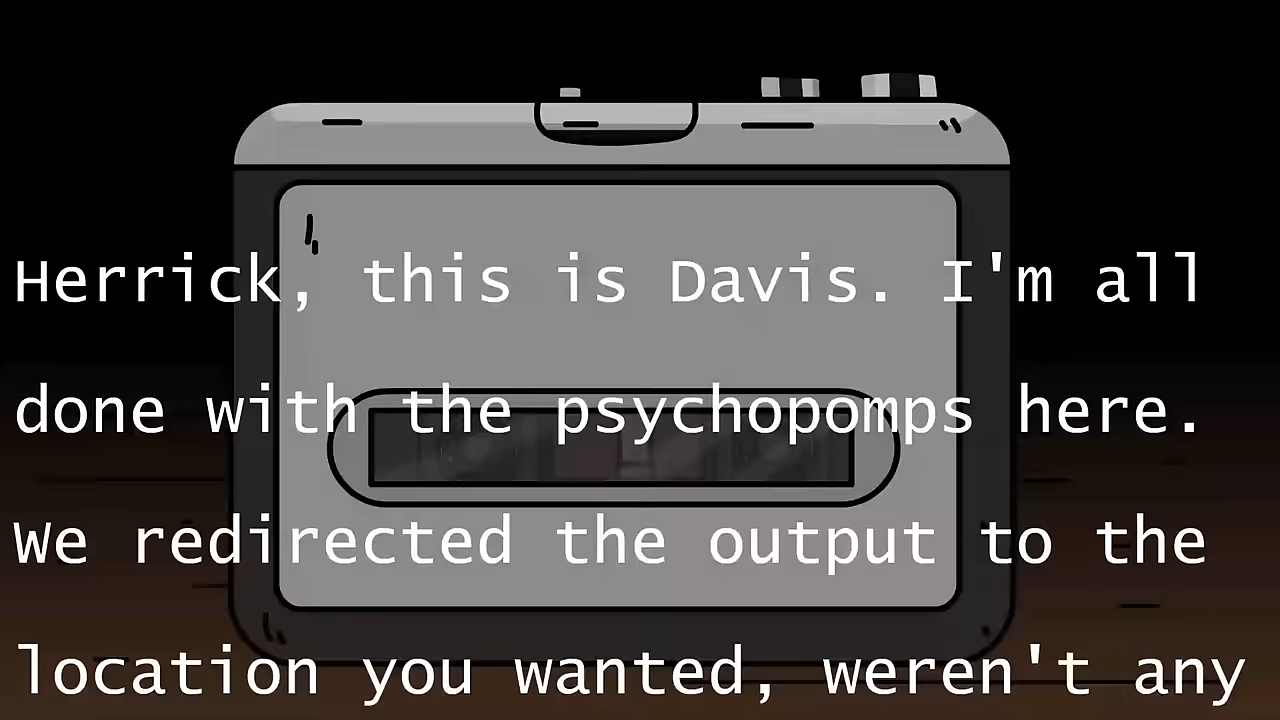 Herrick, this is Davis. I'm all
done with the psychopomps here.
We redirected the output to the
location you wanted, weren't any